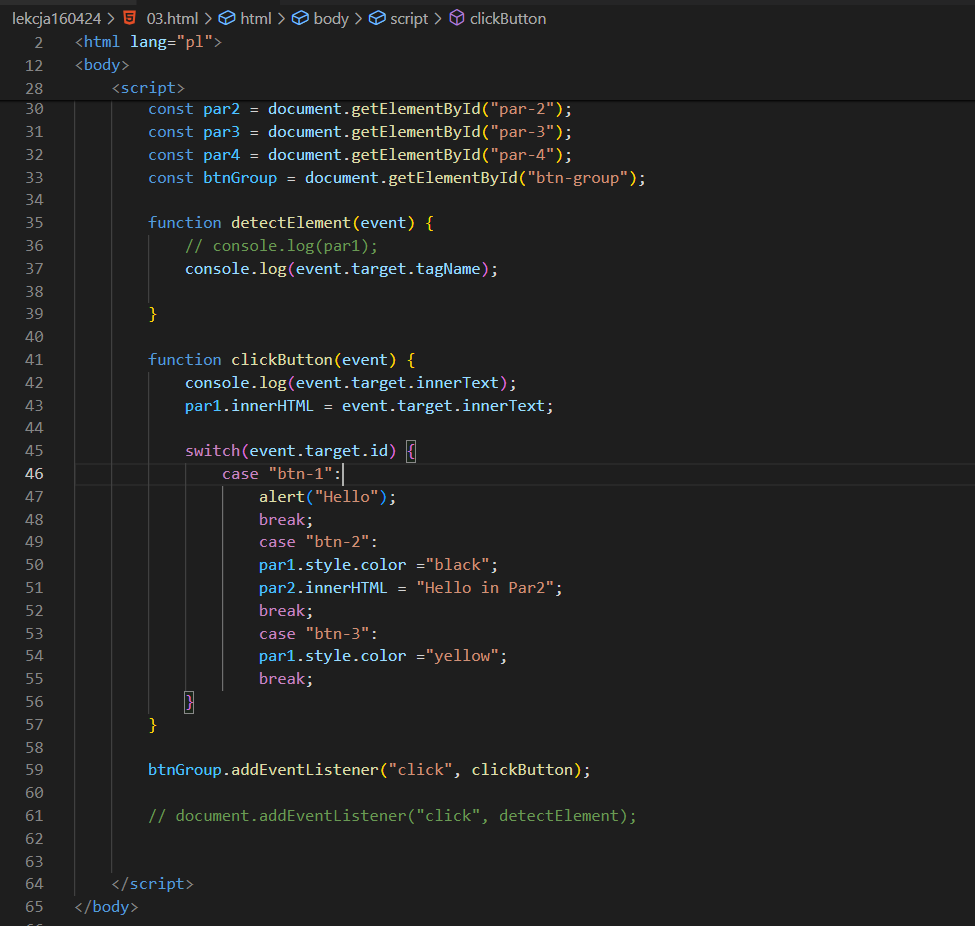 lekcja160424 > 03.html > html > body > script > clickButton
2 <html lang="pl">
12 <body>
28 <script>
30 const par2 = document.getElementById("par-2");
31 const par3 = document.getElementById("par-3");
32 const par4 = document.getElementById("par-4");
33 const btnGroup = document.getElementById("btn-group");
34
35 function detectElement(event) {
36 // console.log(par1);
37 console.log(event.target.tagName);
38
39 }
40
41 function clickButton(event) {
42 console.log(event.target.innerText);
43 par1.innerHTML = event.target.innerText;
44
45 switch(event.target.id) {
46 case "btn-1":
47 alert("Hello");
48 break;
49 case "btn-2":
50 par1.style.color ="black";
51 par2.innerHTML = "Hello in Par2";
52 break;
53 case "btn-3":
54 par1.style.color ="yellow";
55 break;
56 }
57 }
58
59 btnGroup.addEventListener("click", clickButton);
60
61 // document.addEventListener("click", detectElement);
62
63
64 </script>
65 </body>